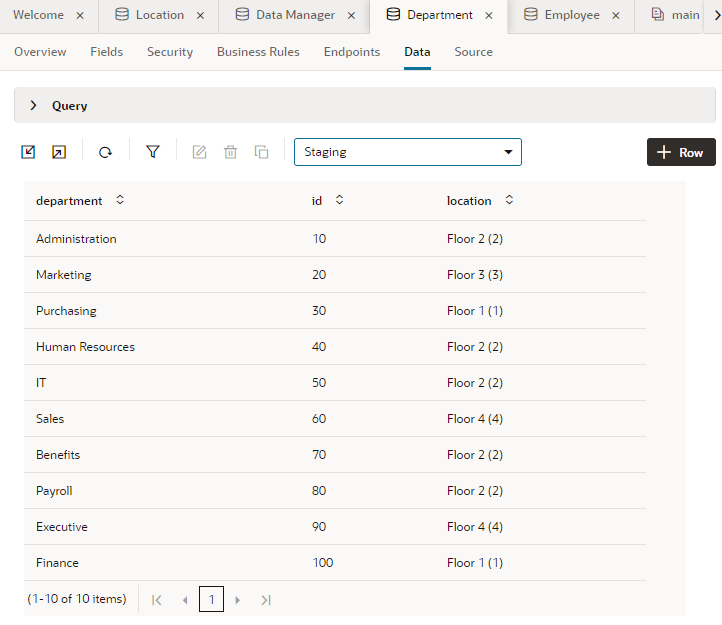 Welcome × Location × Data Manager × Department × Employee × main
Overview Fields Security Business Rules Endpoints Data Source
Query
Staging + Row
department id location
Administration 10 Floor 2 (2)
Marketing 20 Floor 3 (3)
Purchasing 30 Floor 1 (1)
Human Resources 40 Floor 2 (2)
IT 50 Floor 2 (2)
Sales 60 Floor 4 (4)
Benefits 70 Floor 2 (2)
Payroll 80 Floor 2 (2)
Executive 90 Floor 4 (4)
Finance 100 Floor 1 (1)
(1-10 of 10 items) 1